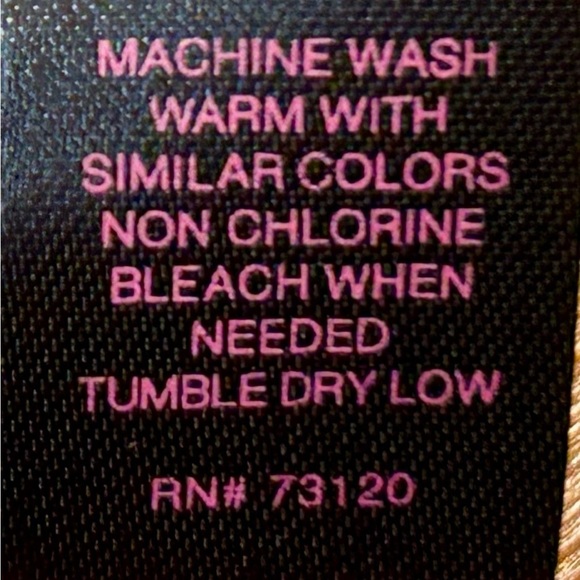 MACHINE WASH
WARM WITH
SIMILAR COLORS
NON CHLORINE
BLEACH WHEN
NEEDED
TUMBLE DRY LOW
RN# 73120